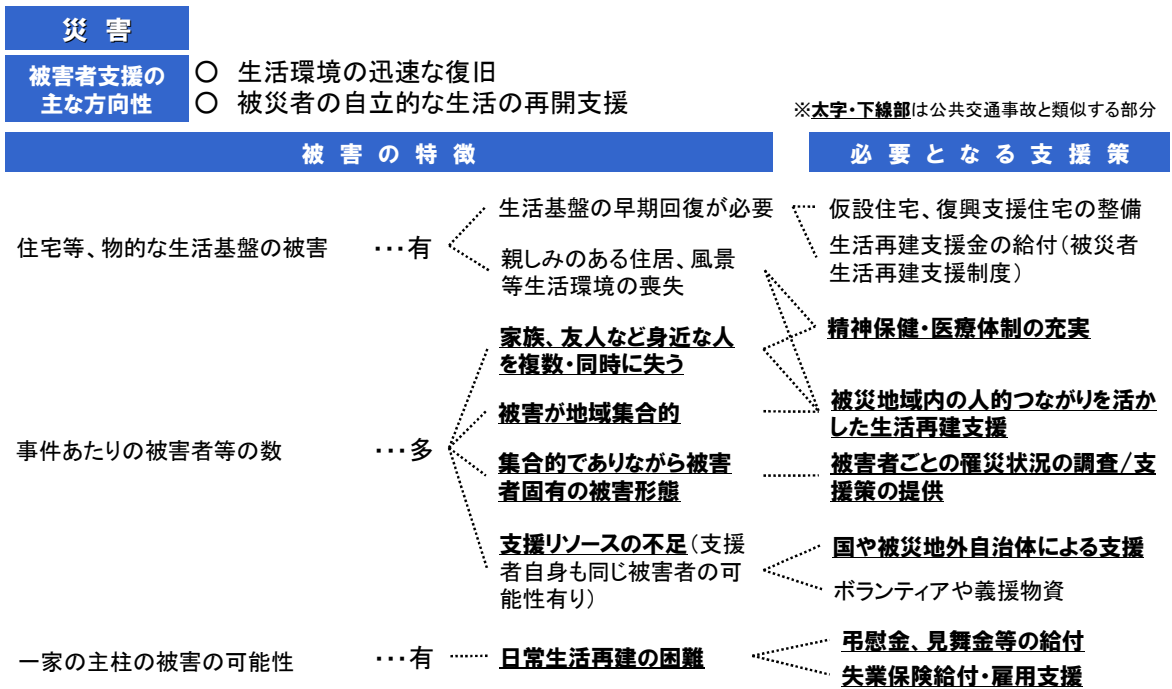 災 害
被害者支援の
主な方向性
○ 生活環境の迅速な復旧
○ 被災者の自立的な生活の再開支援
※太字・下線部は公共交通事故と類似する部分
被 害 の 特 徴
必 要 と な る 支 援 策
住宅等、物的な生活基盤の被害 ・・・有
生活基盤の早期回復が必要
親しみのある住居、風景
等生活環境の喪失
仮設住宅、復興支援住宅の整備
生活再建支援金の給付（被災者
生活再建支援制度）
事件あたりの被害者等の数 ・・・多
家族、友人など身近な人
を複数・同時に失う
被害が地域集合的
集合的でありながら被害
者固有の被害形態
支援リソースの不足（支援
者自身も同じ被害者の可
能性有り）
精神保健・医療体制の充実
被災地域内の人的つながりを活か
した生活再建支援
被害者ごとの罹災状況の調査/支
援策の提供
国や被災地外自治体による支援
ボランティアや義援物資
一家の主柱の被害の可能性 ・・・有
日常生活再建の困難
弔慰金、見舞金等の給付
失業保険給付・雇用支援